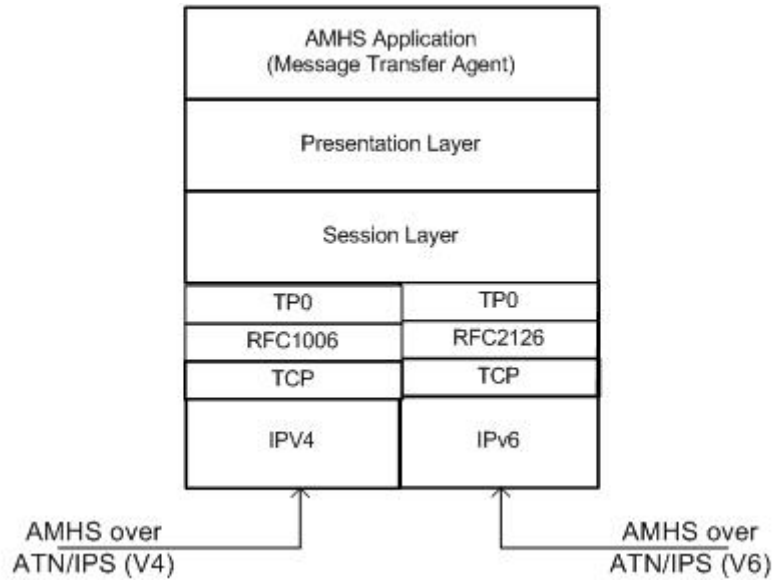 AMHS Application
(Message Transfer Agent)
Presentation Layer
Session Layer
TP0
TP0
RFC1006
RFC2126
TCP
TCP
IPV4
IPv6
AMHS over
ATN/IPS (V4)
AMHS over
ATN/IPS (V6)